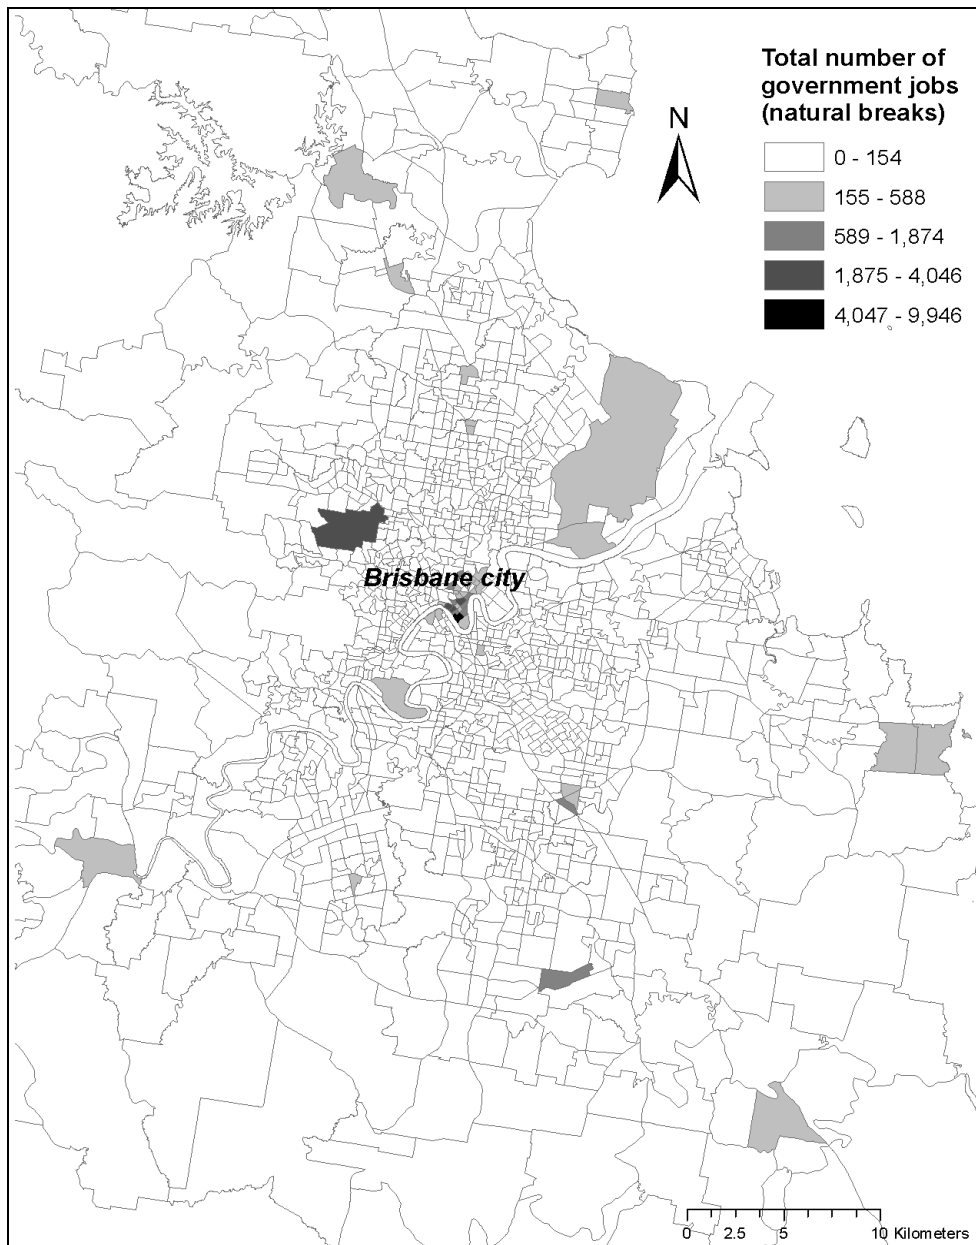 Total number of
government jobs
(natural breaks)
N
0 - 154
155 - 588
589 - 1,874
1,875 - 4,046
4,047 - 9,946
Brisbane city
0 2.5 5 10 Kilometers